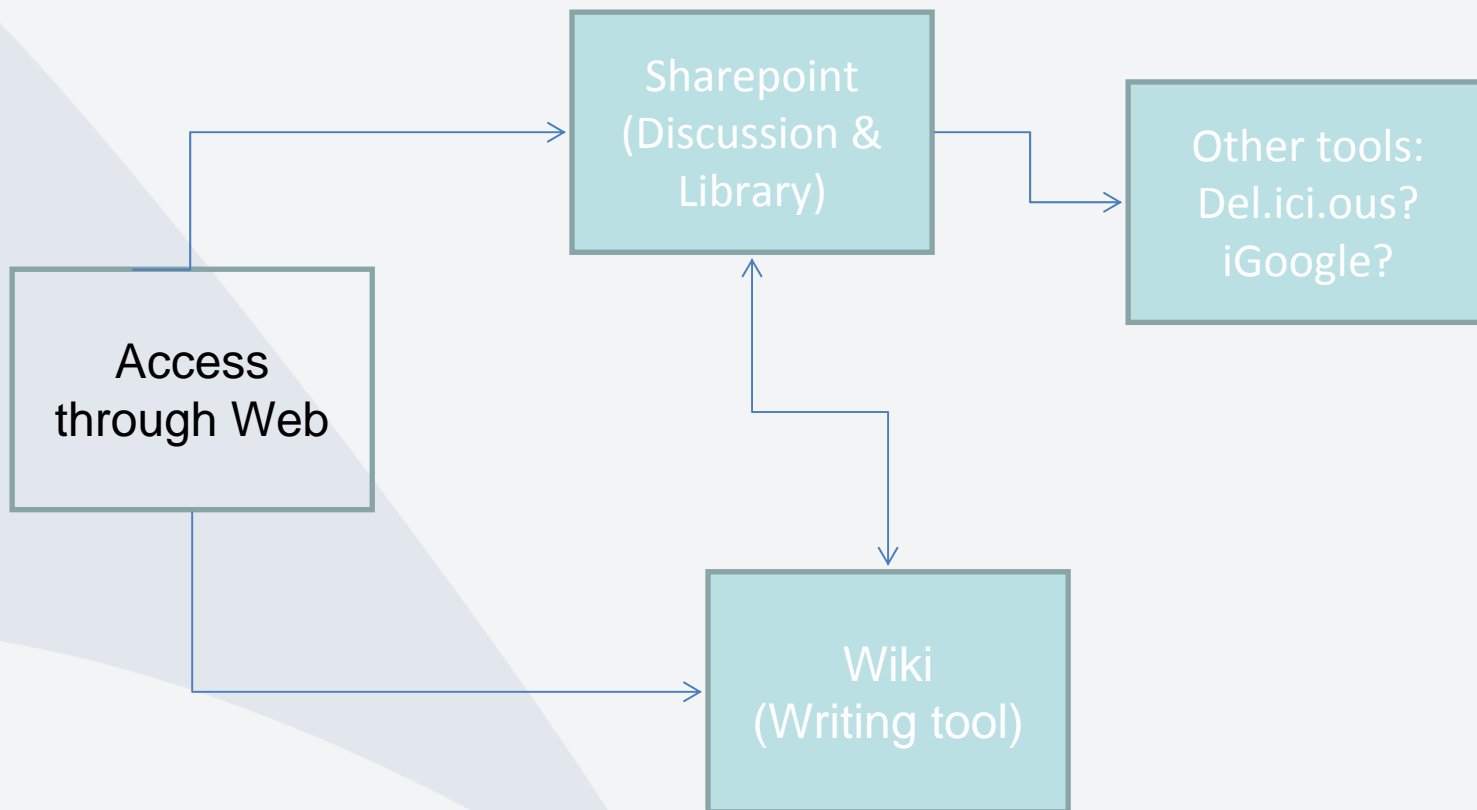 Sharepoint
(Discussion &
Library)
Other tools:
Del.ici.ous?
iGoogle?
Access
through Web
Wiki
(Writing tool)